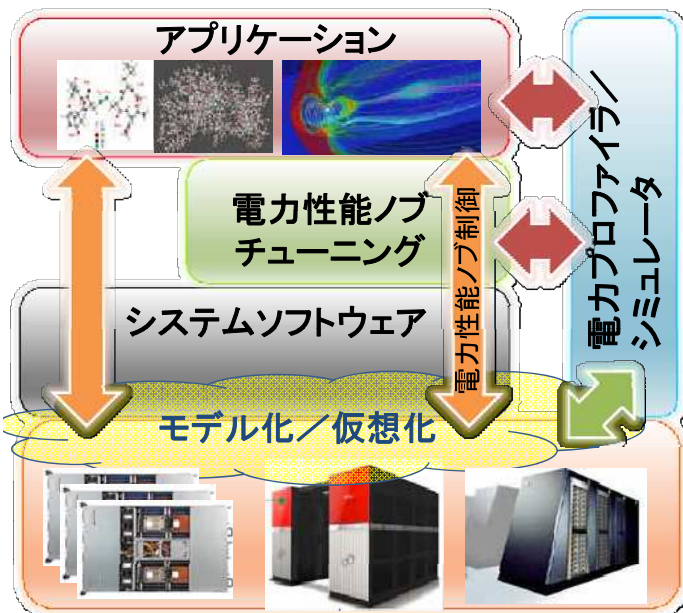 アプリケーション
電力性能ノブ
チューニング
電力性能ノブ制御
システムソフトウェア
モデル化／仮想化
電力プロファイラ／
シミュレータ